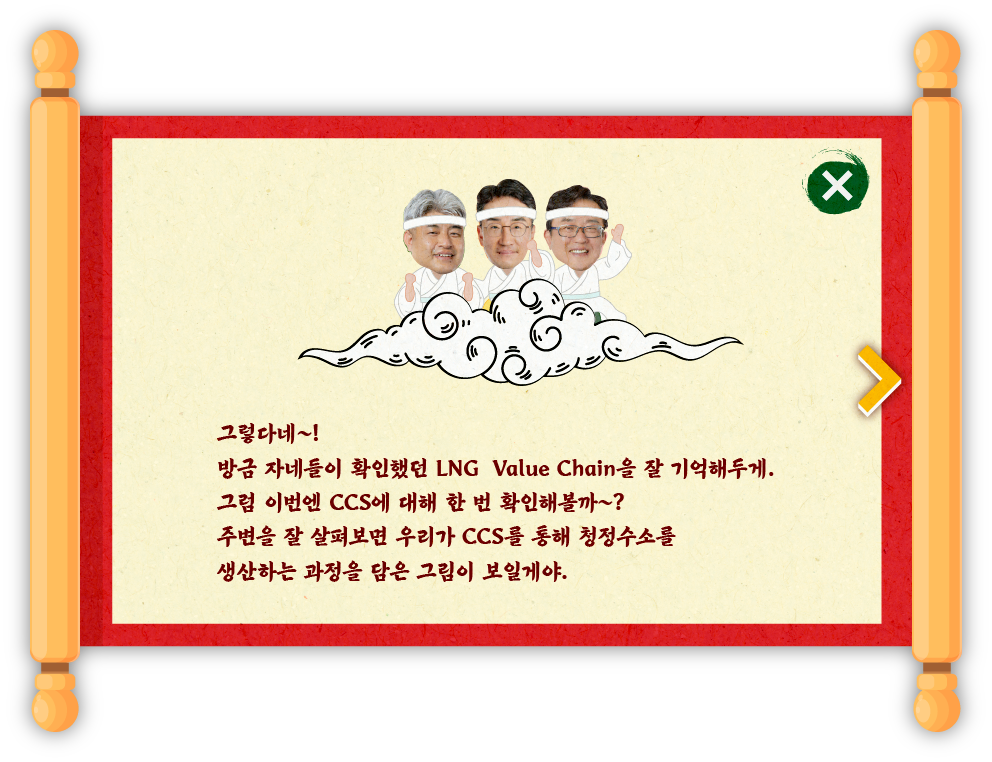 그렇다네~!
방금 자네들이 확인했던 LNG  Value Chain을 잘 기억해두게.
그럼 이번엔 CCS에 대해 한 번 확인해볼까~?
주변을 잘 살펴보면 우리가 CCS를 통해 청정수소를
생산하는 과정을 담은 그림이 보일게야.